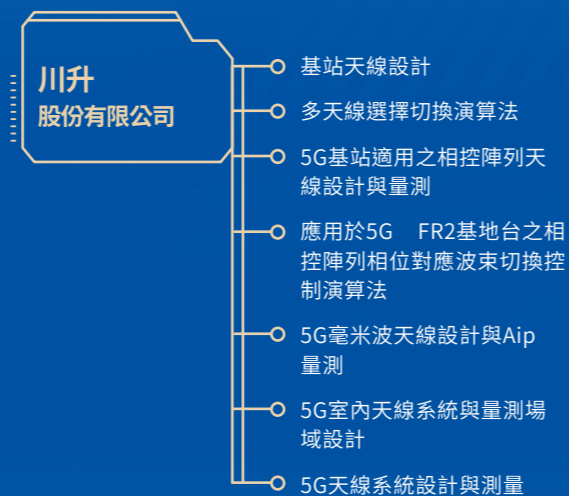 川升
股份有限公司
基站天線設計
多天線選擇切換演算法
5G基站適用之相控陣列天
線設計與量測
應用於5G FR2基地台之相
控陣列相位對應波束切換控
制演算法
5G毫米波天線設計與Aip
量測
5G室內天線系統與量測場
域設計
5G天線系統設計與測量